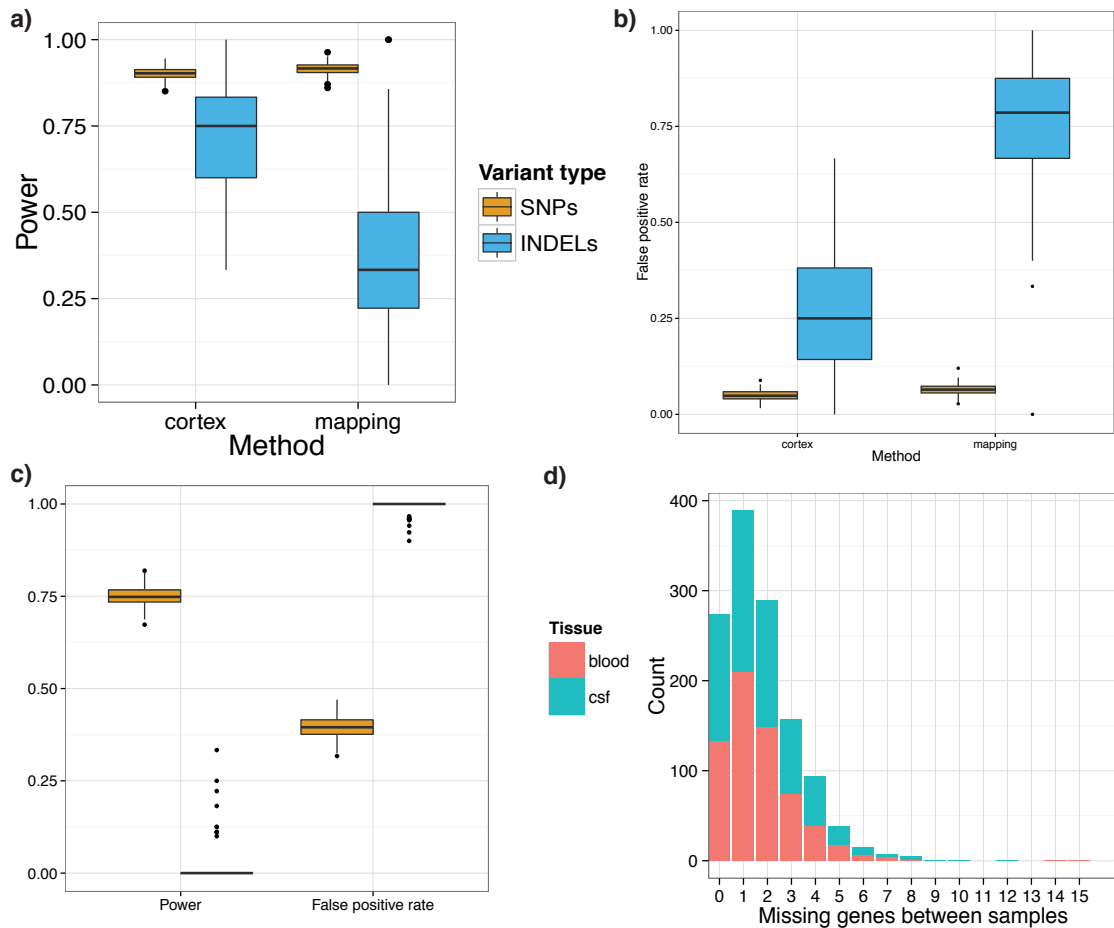 a)
1.00
0.75
0.50
0.25
0.00
Power
cortex
mapping
Method
Variant type
SNPs
INDELs
b)
1.00
0.75
0.50
0.25
0.00
False positive rate
cortex
mapping
Method
c)
1.00
0.75
0.50
0.25
0.00
Power
False positive rate
d)
Tissue
blood
csf
400
300
200
100
0
Count
0 1 2 3 4 5 6 7 8 9 10 11 12 13 14 15
Missing genes between samples